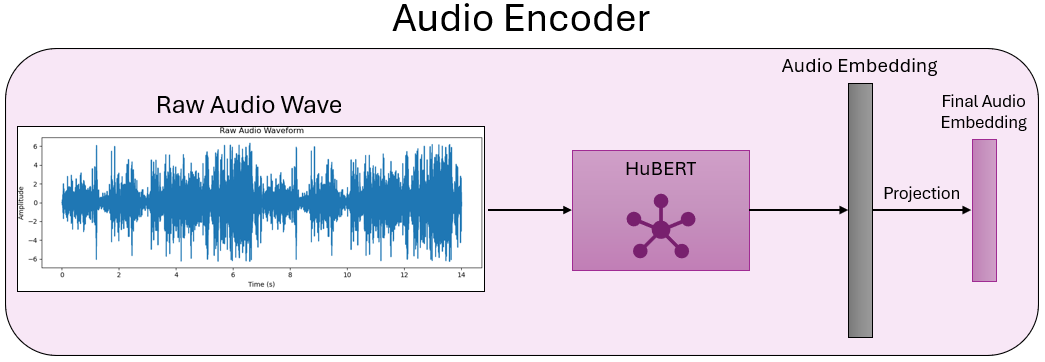 Audio Encoder
Raw Audio Wave
Raw Audio Waveform
Amplitude
6
4
2
0
−2
−4
−6
0 2 4 6 8 10 12 14
Time (s)
HuBERT
Audio Embedding
Projection
Final Audio
Embedding